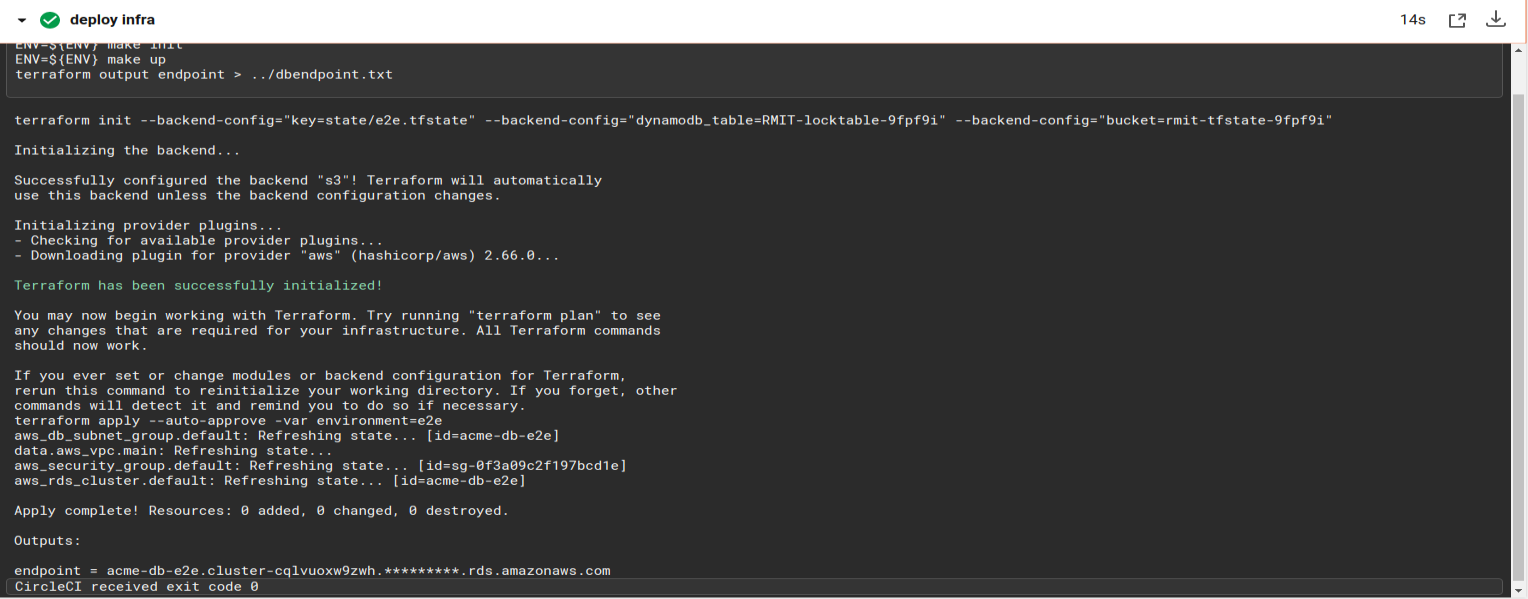 deploy infra 14s
ENV=${ENV} make init
ENV=${ENV} make up
terraform output endpoint > ../dbendpoint.txt
terraform init --backend-config="key=state/e2e.tfstate" --backend-config="dynamodb_table=RMIT-locktable-9fpf9i" --backend-config="bucket=rmit-tfstate-9fpf9i"
Initializing the backend...
Successfully configured the backend "s3"! Terraform will automatically
use this backend unless the backend configuration changes.
Initializing provider plugins...
- Checking for available provider plugins...
- Downloading plugin for provider "aws" (hashicorp/aws) 2.66.0...
Terraform has been successfully initialized!
You may now begin working with Terraform. Try running "terraform plan" to see
any changes that are required for your infrastructure. All Terraform commands
should now work.
If you ever set or change modules or backend configuration for Terraform,
rerun this command to reinitialize your working directory. If you forget, other
commands will detect it and remind you to do so if necessary.
terraform apply --auto-approve -var environment=e2e
aws_db_subnet_group.default: Refreshing state... [id=acme-db-e2e]
data.aws_vpc.main: Refreshing state...
aws_security_group.default: Refreshing state... [id=sg-0f3a09c2f197bcd1e]
aws_rds_cluster.default: Refreshing state... [id=acme-db-e2e]
Apply complete! Resources: 0 added, 0 changed, 0 destroyed.
Outputs:
endpoint = acme-db-e2e.cluster-cqlvuoxw9zwh.*********.rds.amazonaws.com
CircleCI received exit code 0